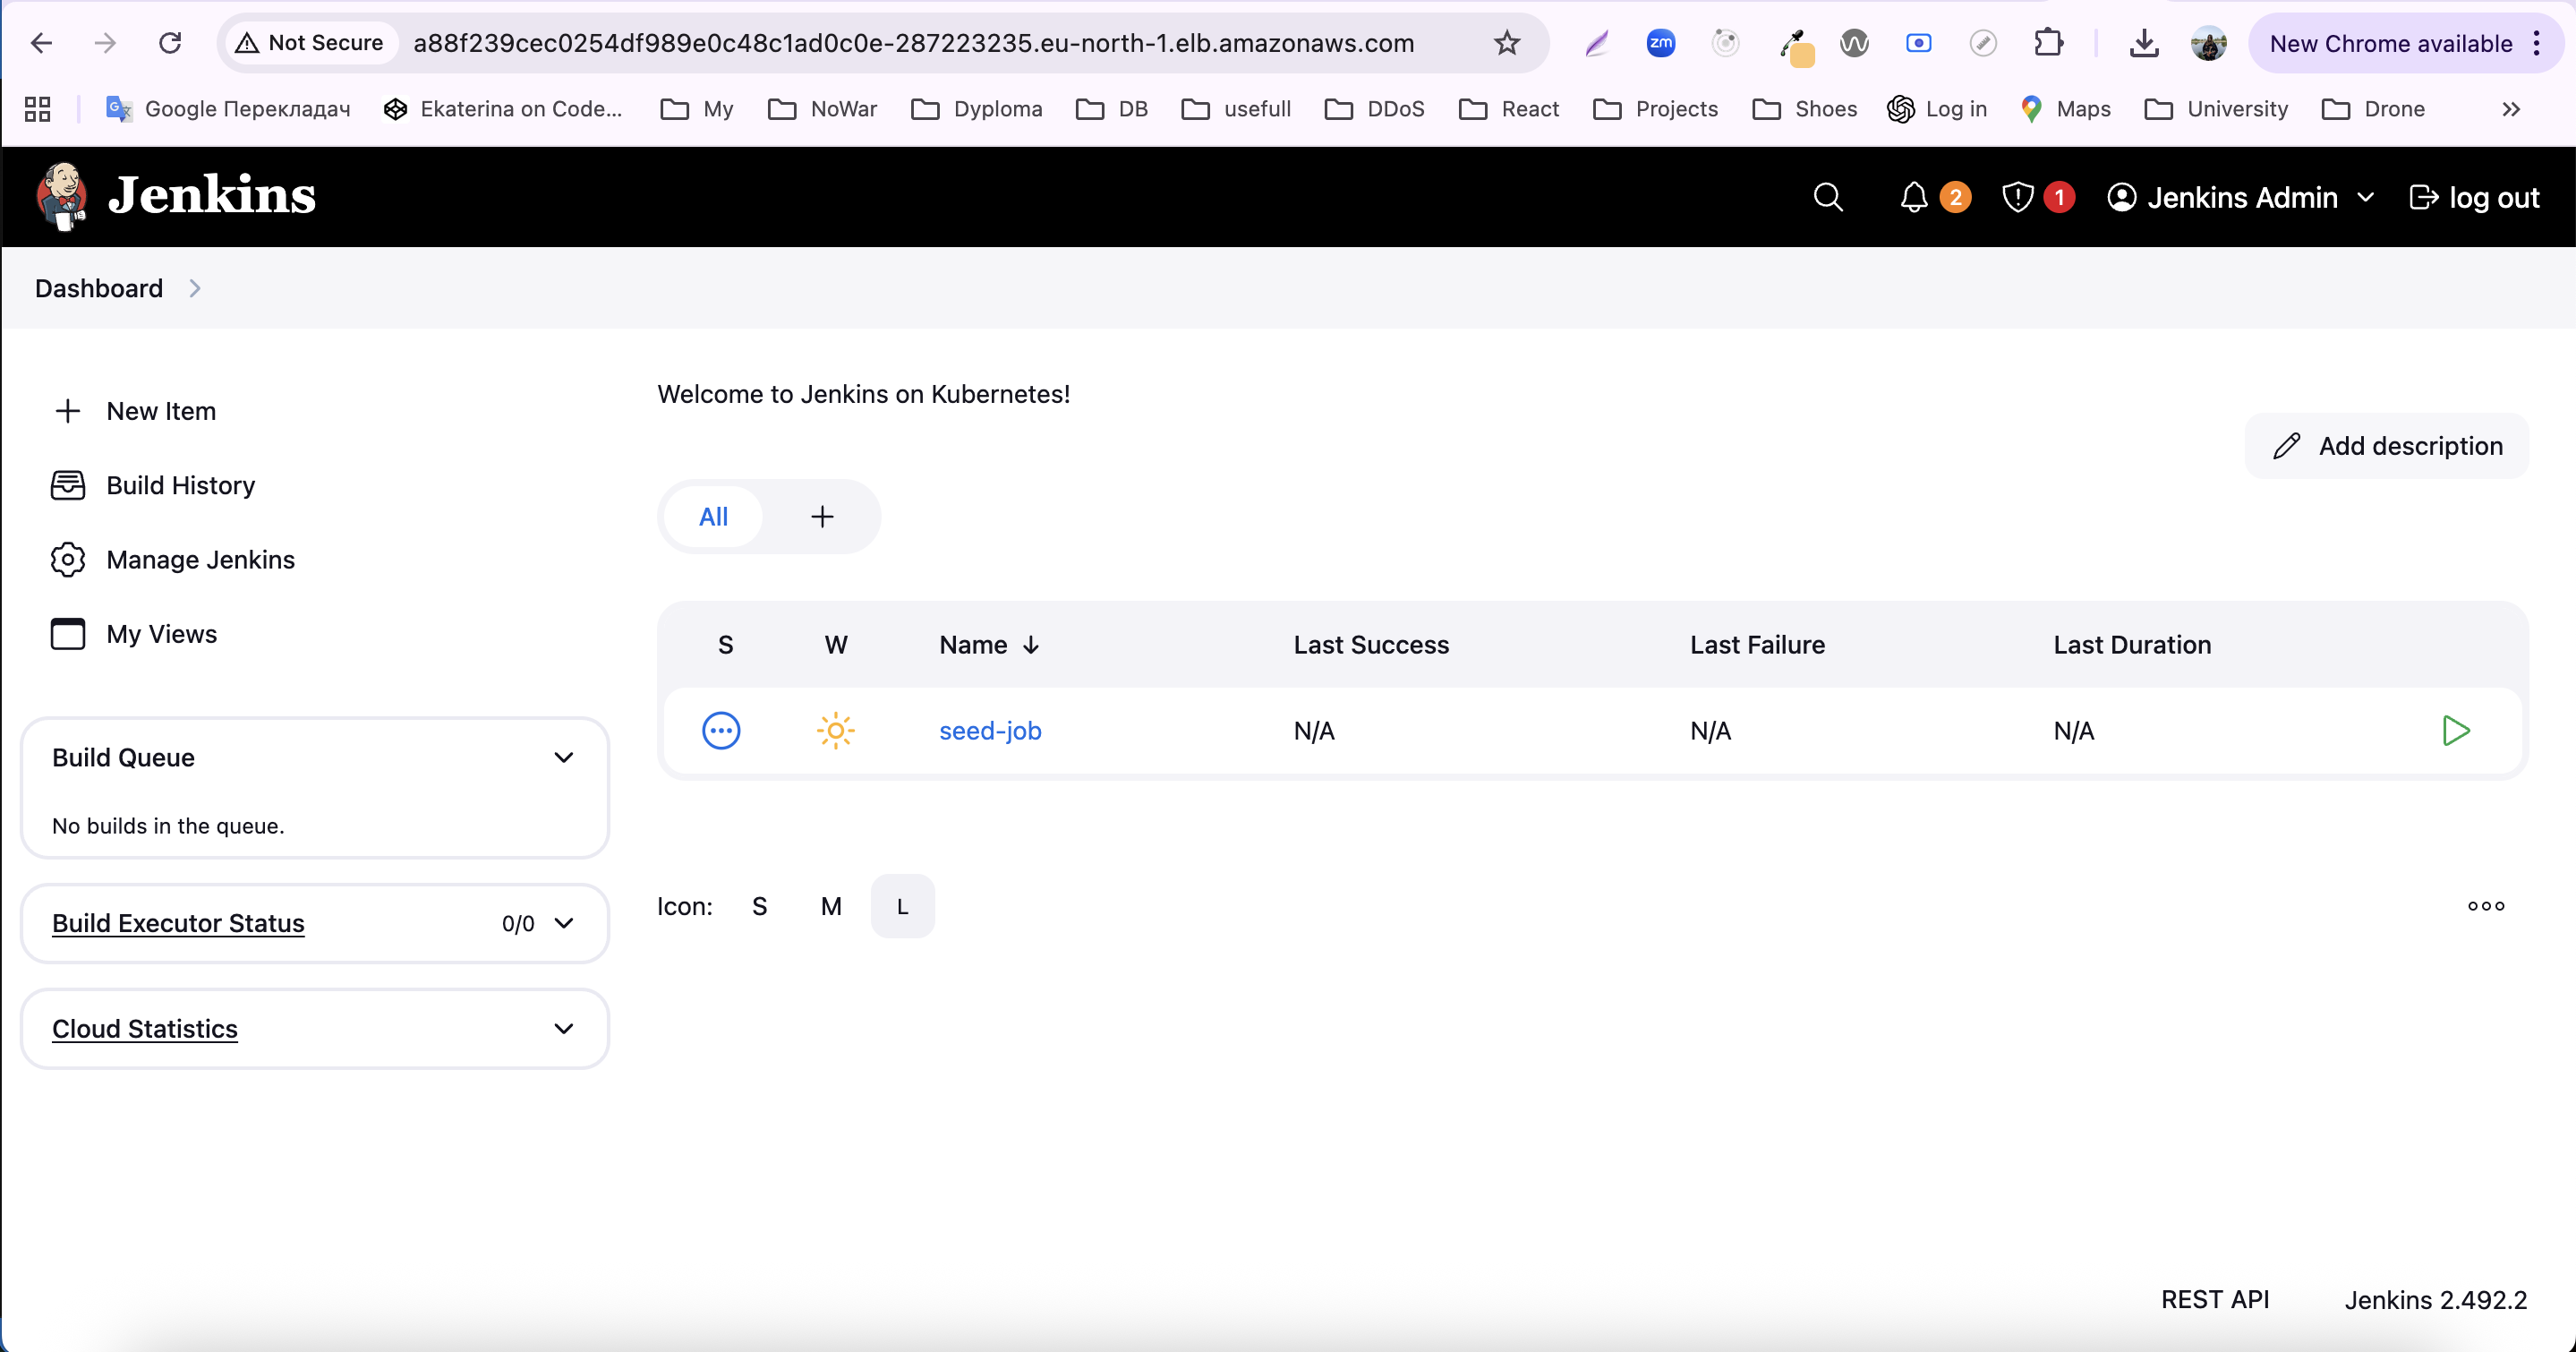 Not Secure a88f239cec0254df989e0c48c1ad0c0e-287223235.eu-north-1.elb.amazonaws.com zm New Chrome available
Google Перекладач Ekaterina on Code... My NoWar Dyploma DB usefull DDoS React Projects Shoes Log in Maps University Drone
Jenkins 2 1 Jenkins Admin log out
Dashboard
New Item
Build History
Manage Jenkins
My Views
Build Queue
No builds in the queue.
Build Executor Status 0/0
Cloud Statistics
Welcome to Jenkins on Kubernetes!
Add description
All
S W Name Last Success Last Failure Last Duration
seed-job N/A N/A N/A
Icon: S M L
REST API Jenkins 2.492.2